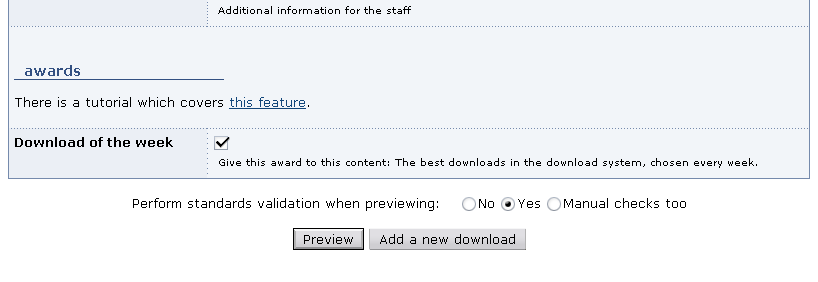 Additional information for the staff
awards
There is a tutorial which covers this feature.
Download of the week
Give this award to this content: The best downloads in the download system, chosen every week.
Perform standards validation when previewing: No Yes Manual checks too
Preview Add a new download